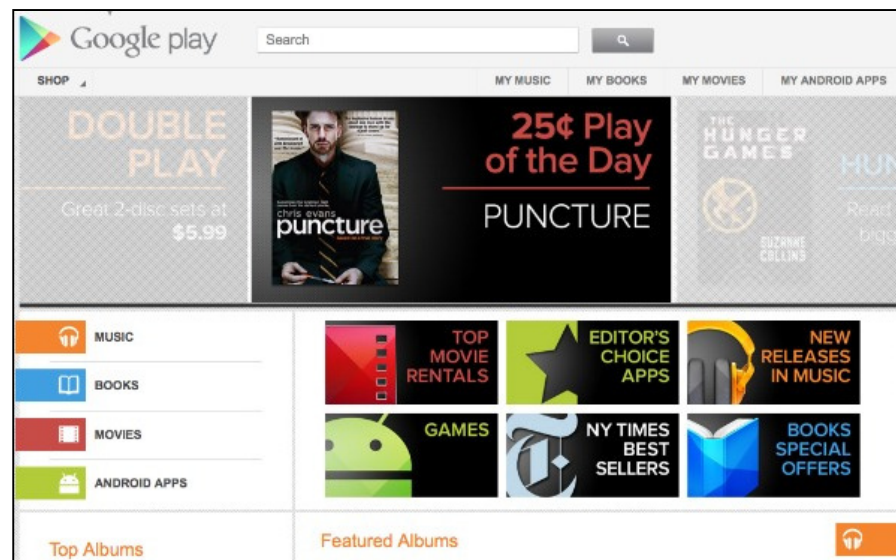 Google play
Search
SHOP
MY MUSIC
MY BOOKS
MY MOVIES
MY ANDROID APPS
DOUBLE
PLAY
Great 2-disc sets at
$5.99
chris evans
puncture
25¢ Play
of the Day
PUNCTURE
THE
HUNGER
GAMES
SUZANNE
COLLINS
HUN
Read
bigg
MUSIC
BOOKS
MOVIES
ANDROID APPS
TOP
MOVIE
RENTALS
EDITOR'S
CHOICE
APPS
NEW
RELEASES
IN MUSIC
GAMES
NY TIMES
BEST
SELLERS
BOOKS
SPECIAL
OFFERS
Top Albums
Featured Albums